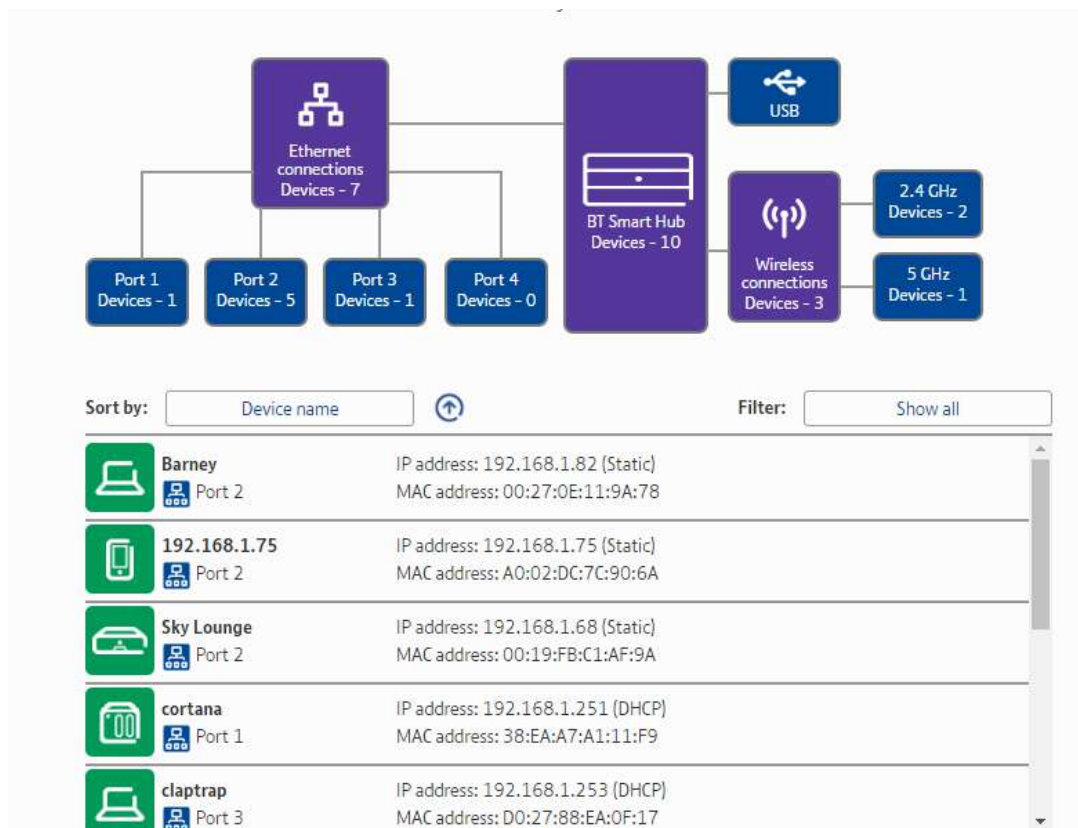 USB
Ethernet
connections
Devices - 7
BT Smart Hub
Devices - 10
2.4 GHz
Devices - 2
Wireless
connections
Devices - 3
5 GHz
Devices - 1
Port 1
Devices - 1
Port 2
Devices - 5
Port 3
Devices - 1
Port 4
Devices - 0
Sort by: Device name Filter: Show all
Barney IP address: 192.168.1.82 (Static)
Port 2 MAC address: 00:27:0E:11:9A:78
192.168.1.75 IP address: 192.168.1.75 (Static)
Port 2 MAC address: A0:02:DC:7C:90:6A
Sky Lounge IP address: 192.168.1.68 (Static)
Port 2 MAC address: 00:19:FB:C1:AF:9A
cortana IP address: 192.168.1.251 (DHCP)
Port 1 MAC address: 38:EA:A7:A1:11:F9
claptrap IP address: 192.168.1.253 (DHCP)
Port 3 MAC address: D0:27:88:EA:0F:17